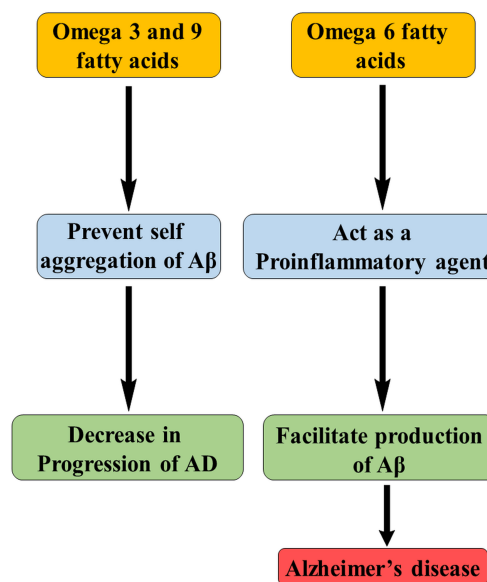 Omega 3 and 9
fatty acids
Omega 6 fatty
acids
Prevent self
aggregation of Aβ
Act as a
Proinflammatory agent
Decrease in
Progression of AD
Facilitate production
of Aβ
Alzheimer's disease